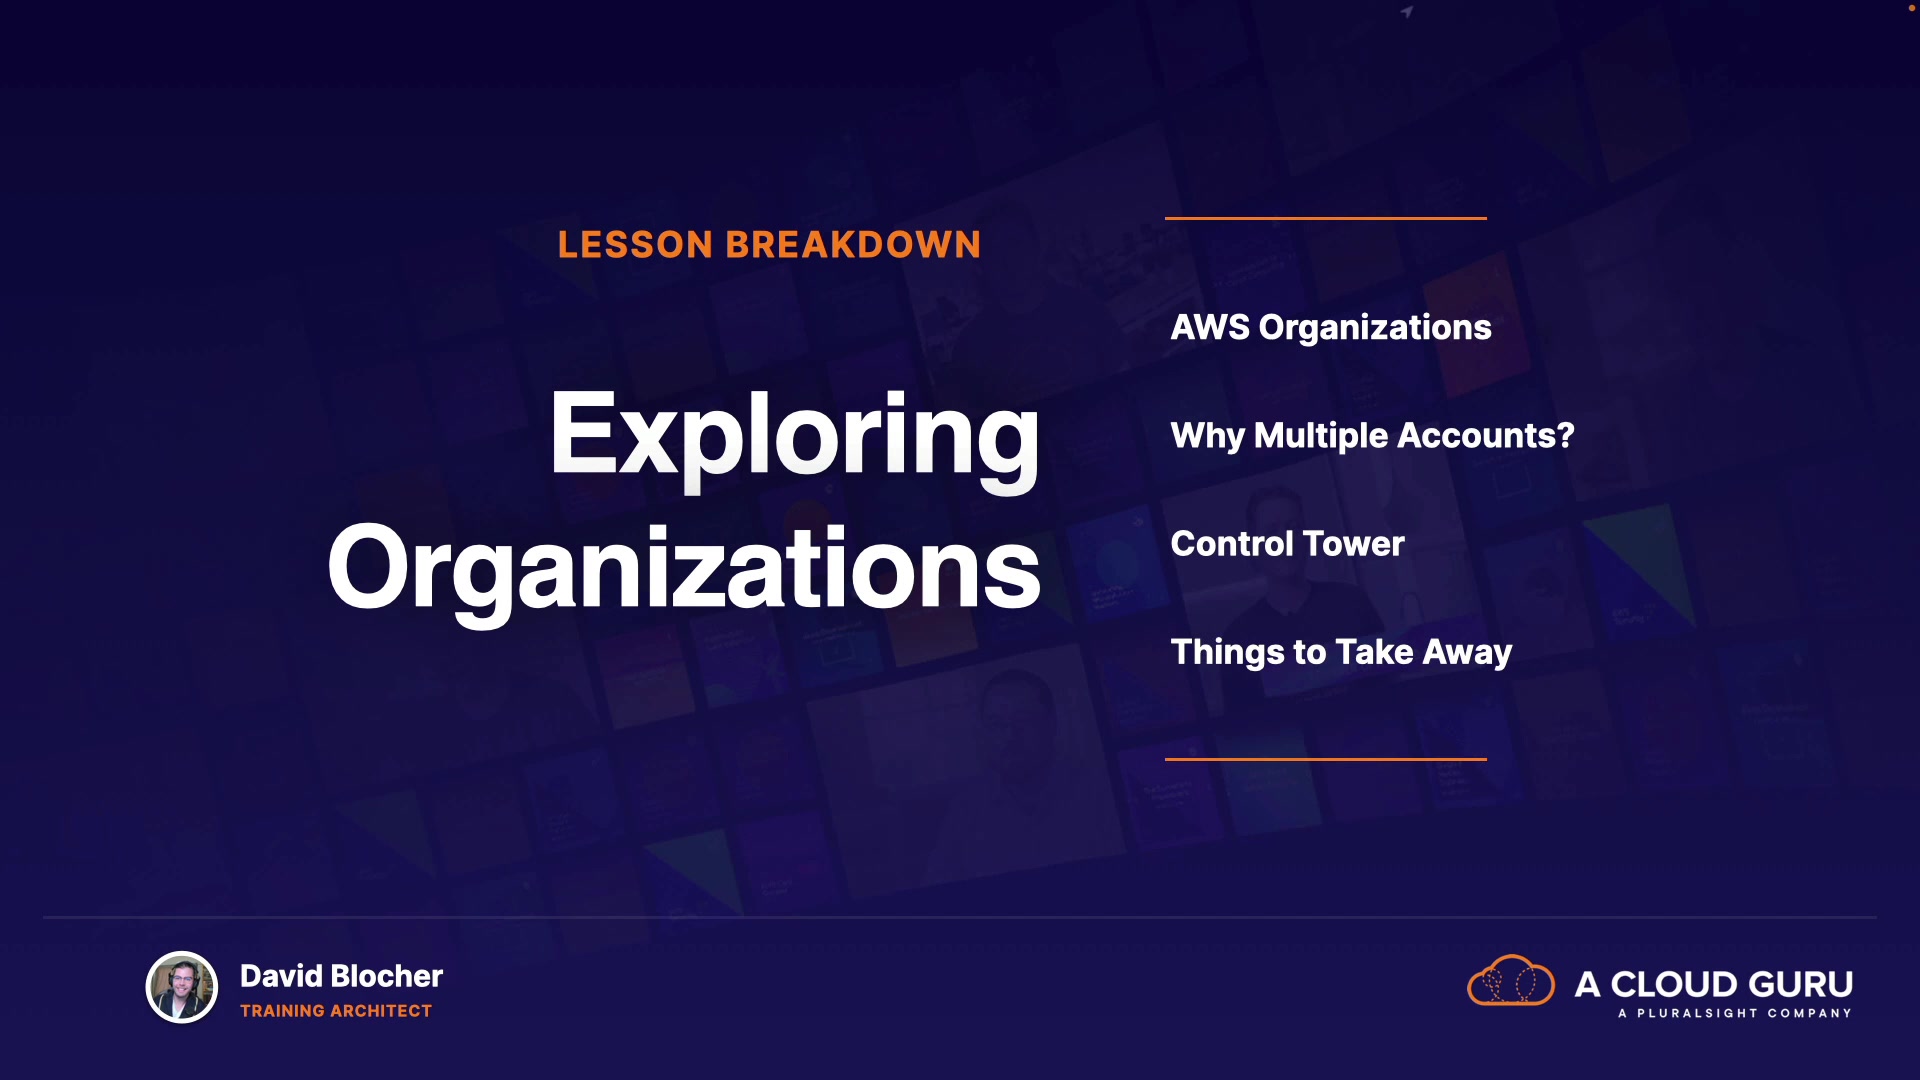 LESSON BREAKDOWN
Exploring
Organizations
AWS Organizations
Why Multiple Accounts?
Control Tower
Things to Take Away
David Blocher
TRAINING ARCHITECT
A CLOUD GURU
A PLURALSIGHT COMPANY